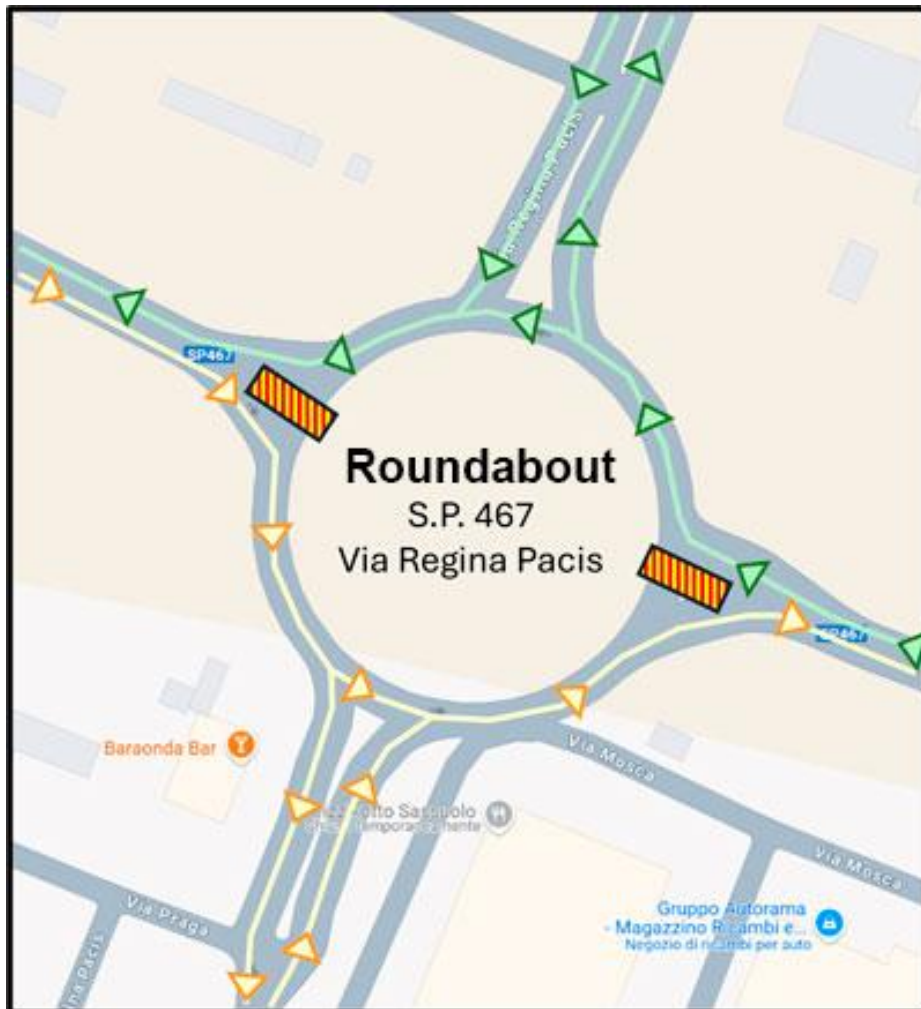 Regina Pacis
SP467
Roundabout
S.P. 467
Via Regina Pacis
SP467
Baraonda Bar
Via Mosca
Via Mosca
Via Praga
Gruppo Autorama
- Magazzino Ricambi e...
Negozio di ricambi per auto
Pacis